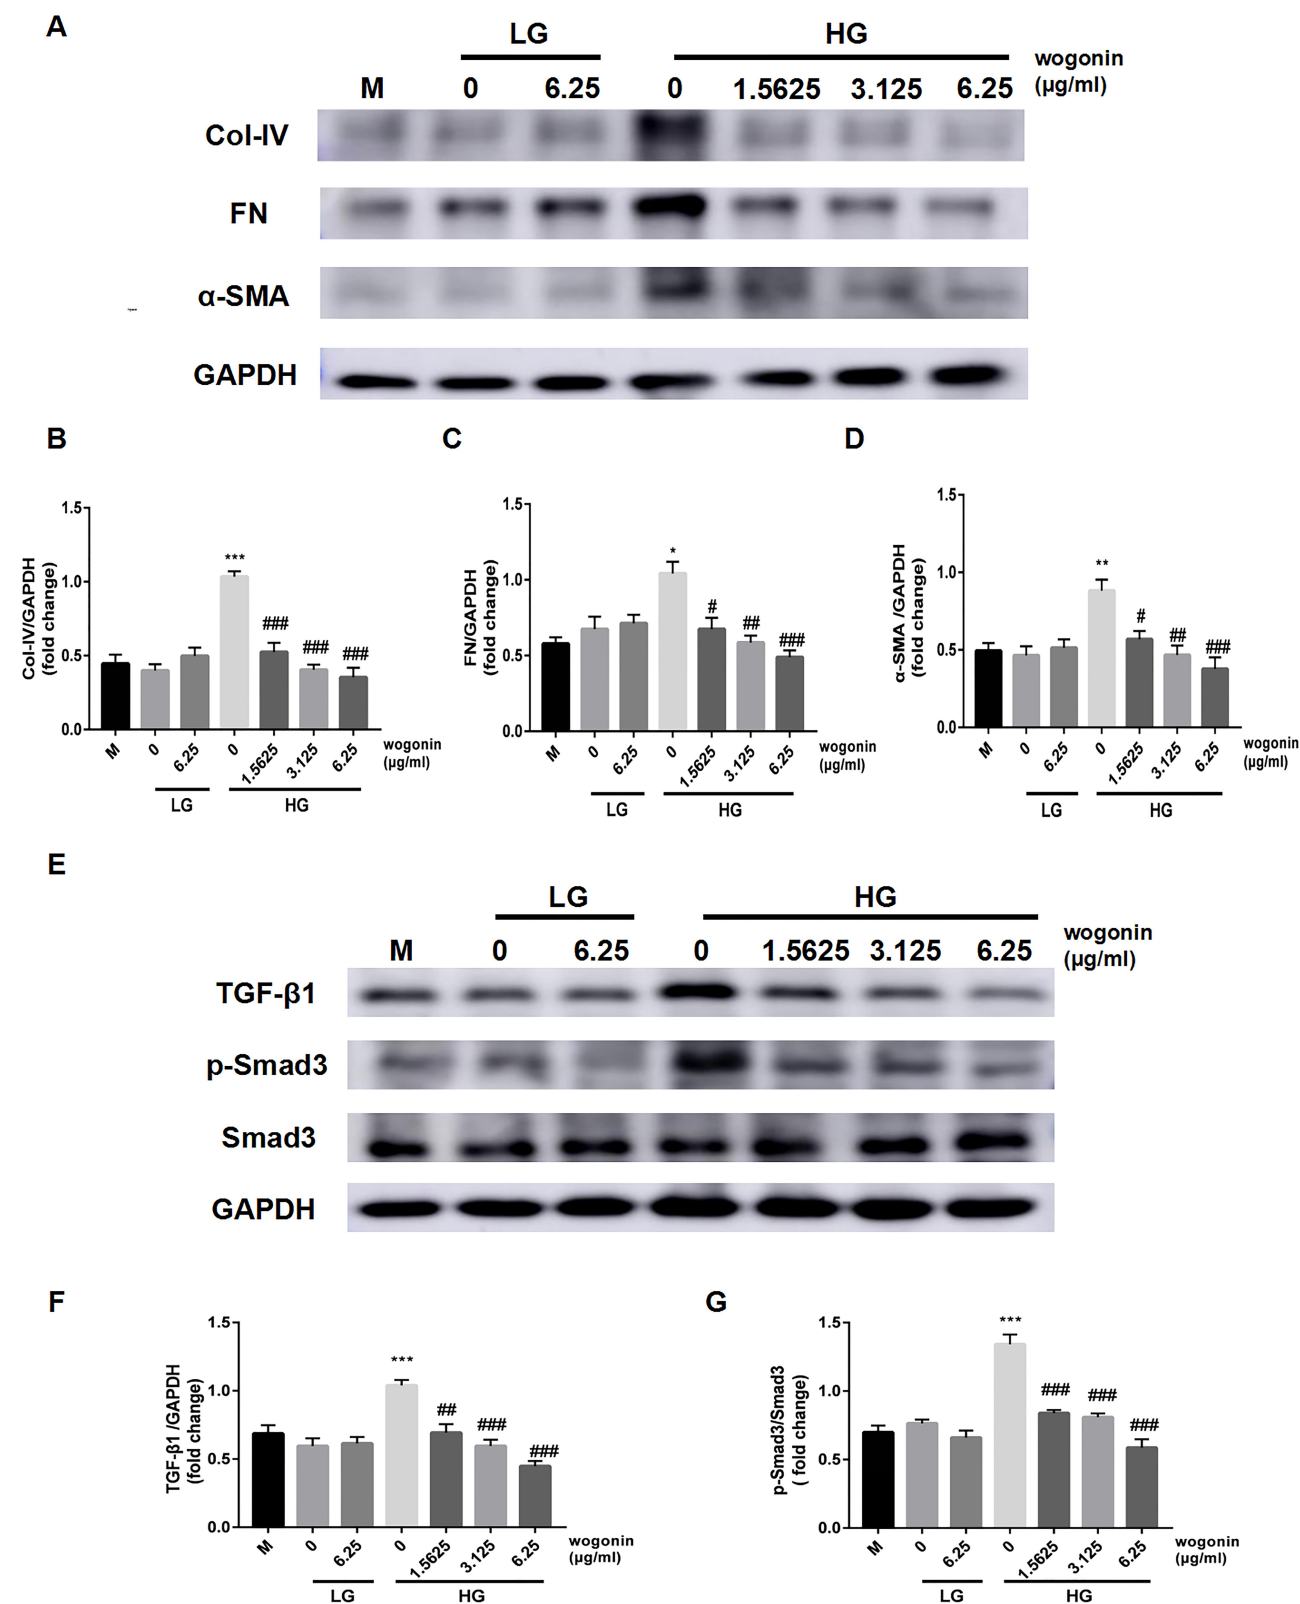 A
LG
HG
wogonin
(µg/ml)
M
0
6.25
0
1.5625
3.125
6.25
Col-IV
FN
α-SMA
GAPDH
B
C
D
Col-IV/GAPDH
(fold change)
1.5
1.0
0.5
0.0
***
###
###
###
M
0
6.25
0
1.5625
3.125
6.25
wogonin
(µg/ml)
LG
HG
FN/GAPDH
(fold change)
1.5
1.0
0.5
0.0
*
#
##
###
M
0
6.25
0
1.5625
3.125
6.25
wogonin
(µg/ml)
LG
HG
α-SMA /GAPDH
(fold change)
1.5
1.0
0.5
0.0
**
#
##
###
M
0
6.25
0
1.5625
3.125
6.25
wogonin
(µg/ml)
LG
HG
E
LG
HG
wogonin
(µg/ml)
M
0
6.25
0
1.5625
3.125
6.25
TGF-β1
p-Smad3
Smad3
GAPDH
F
G
TGF-β1 /GAPDH
(fold change)
1.5
1.0
0.5
0.0
***
##
###
###
M
0
6.25
0
1.5625
3.125
6.25
wogonin
(µg/ml)
LG
HG
p-Smad3/Smad3
( fold change)
1.5
1.0
0.5
0.0
***
###
###
###
M
0
6.25
0
1.5625
3.125
6.25
wogonin
(µg/ml)
LG
HG